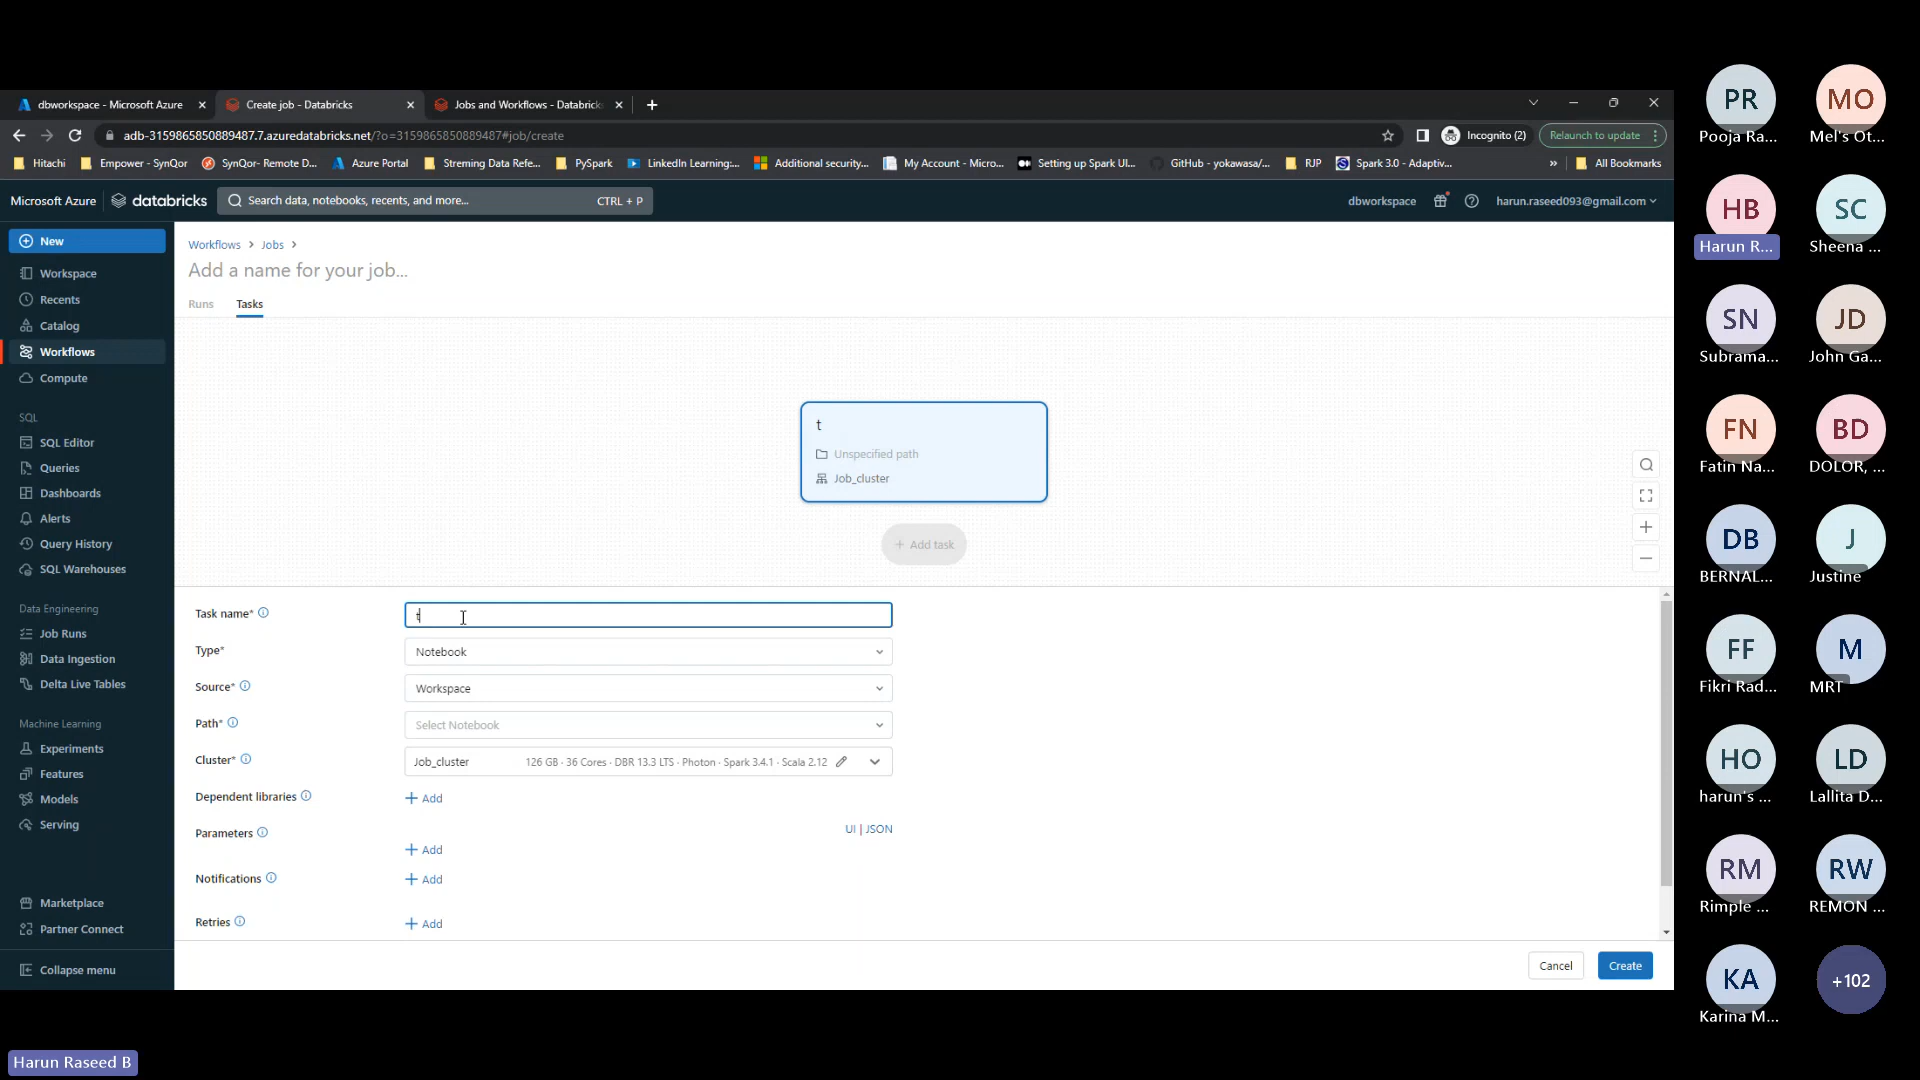 dbworkspace - Microsoft Azure
Create job - Databricks
Jobs and Workflows - Databricks
adb-3159865850889487.7.azuredatabricks.net/?o=3159865850889487#job/create
Incognito (2)
Relaunch to update
Hitachi
Empower - SynQor
SynQor- Remote D...
Azure Portal
Streming Data Refe...
PySpark
LinkedIn Learning:...
Additional security...
My Account - Micro...
Setting up Spark UI...
GitHub - yokawasa/...
RJP
Spark 3.0 - Adaptiv...
»
All Bookmarks
Microsoft Azure
databricks
Search data, notebooks, recents, and more...
CTRL + P
dbworkspace
harun.raseed093@gmail.com
New
Workspace
Recents
Catalog
Workflows
Compute
SQL
SQL Editor
Queries
Dashboards
Alerts
Query History
SQL Warehouses
Data Engineering
Job Runs
Data Ingestion
Delta Live Tables
Machine Learning
Experiments
Features
Models
Serving
Marketplace
Partner Connect
Collapse menu
Workflows > Jobs >
Add a name for your job...
Runs
Tasks
t
Unspecified path
Job_cluster
+ Add task
Task name*
t
Type*
Notebook
Source*
Workspace
Path*
Select Notebook
Cluster*
Job_cluster
126 GB · 36 Cores · DBR 13.3 LTS · Photon · Spark 3.4.1 · Scala 2.12
Dependent libraries
+ Add
Parameters
UI | JSON
+ Add
Notifications
+ Add
Retries
+ Add
Cancel
Create
PR
Pooja Ra...
MO
Mel's Ot...
HB
Harun R...
SC
Sheena ...
SN
Subrama...
JD
John Ga...
FN
Fatin Na...
BD
DOLOR, ...
DB
BERNAL...
J
Justine
FF
Fikri Rad...
M
MRT
HO
harun's ...
LD
Lallita D...
RM
Rimple ...
RW
REMON ...
KA
Karina M...
+102
Harun Raseed B